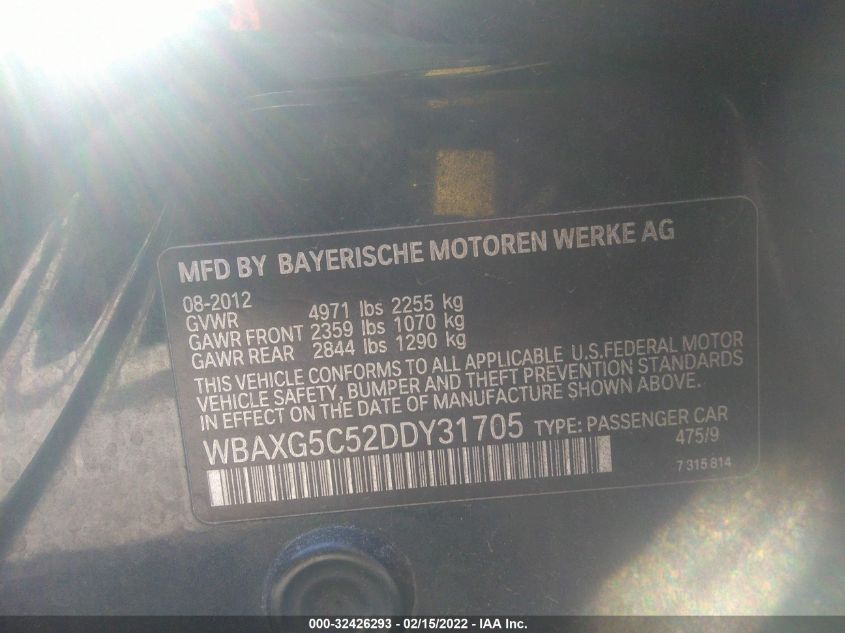 MFD BY BAYERISCHE MOTOREN WERKE AG
08-2012
GVWR 4971 lbs 2255 kg
GAWR FRONT 2359 lbs 1070 kg
GAWR REAR 2844 lbs 1290 kg
THIS VEHICLE CONFORMS TO ALL APPLICABLE U.S.FEDERAL MOTOR
VEHICLE SAFETY, BUMPER AND THEFT PREVENTION STANDARDS
IN EFFECT ON THE DATE OF MANUFACTURE SHOWN ABOVE.
WBAXG5C52DDY31705 TYPE: PASSENGER CAR
475/9
7 315 814
000-32426293 - 02/15/2022 - IAA Inc.